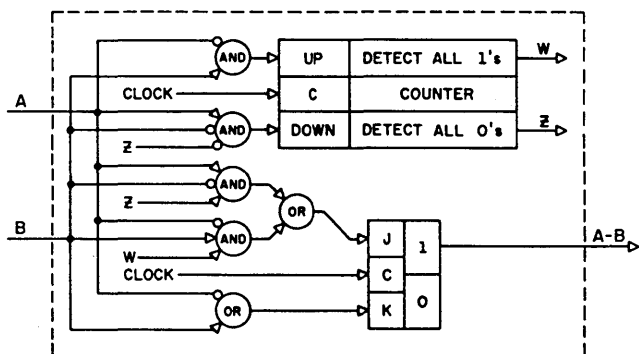 AND UP DETECT ALL 1's W
CLOCK C COUNTER
A
AND DOWN DETECT ALL 0's Z
Z
AND
Z
OR
B
AND J 1 A-B
W
CLOCK C
OR K 0